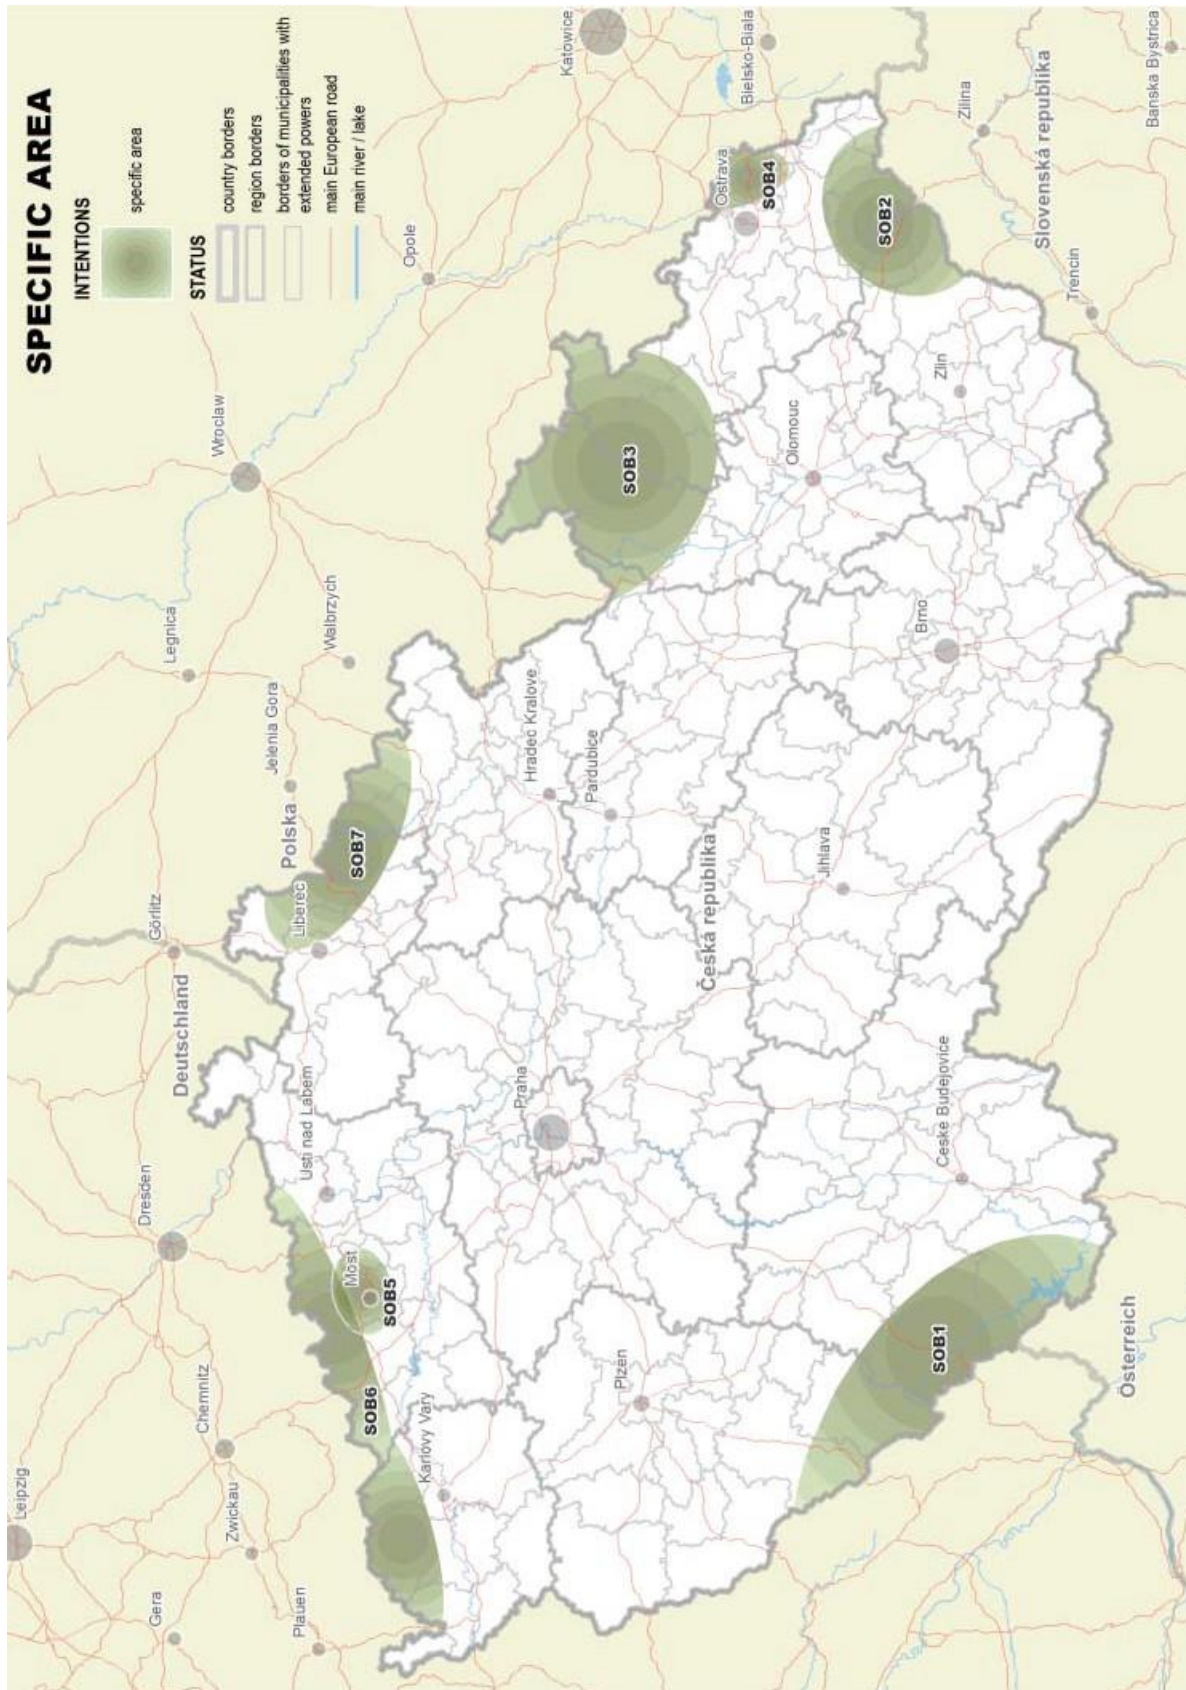 SPECIFIC AREA
INTENTIONS
specific area
STATUS
country borders
region borders
borders of municipalities with
extended powers
main European road
main river / lake
Leipzig
Gera
Zwickau
Chemnitz
Plauen
Dresden
Deutschland
Görlitz
Legnica
Wroclaw
Jelenia Gora
Walbrzych
Polska
Opole
Katowice
Bielsko-Biala
Usti nad Labem
Liberec
SOB7
Most
SOB5
SOB6
Karlovy Vary
Praha
Hradec Kralove
Pardubice
SOB3
Ostrava
SOB4
Plzen
Česká republika
Olomouc
SOB2
Zilina
Jihlava
SOB1
Ceske Budejovice
Brno
Zlin
Slovenská republika
Trencin
Banska Bystrica
Österreich